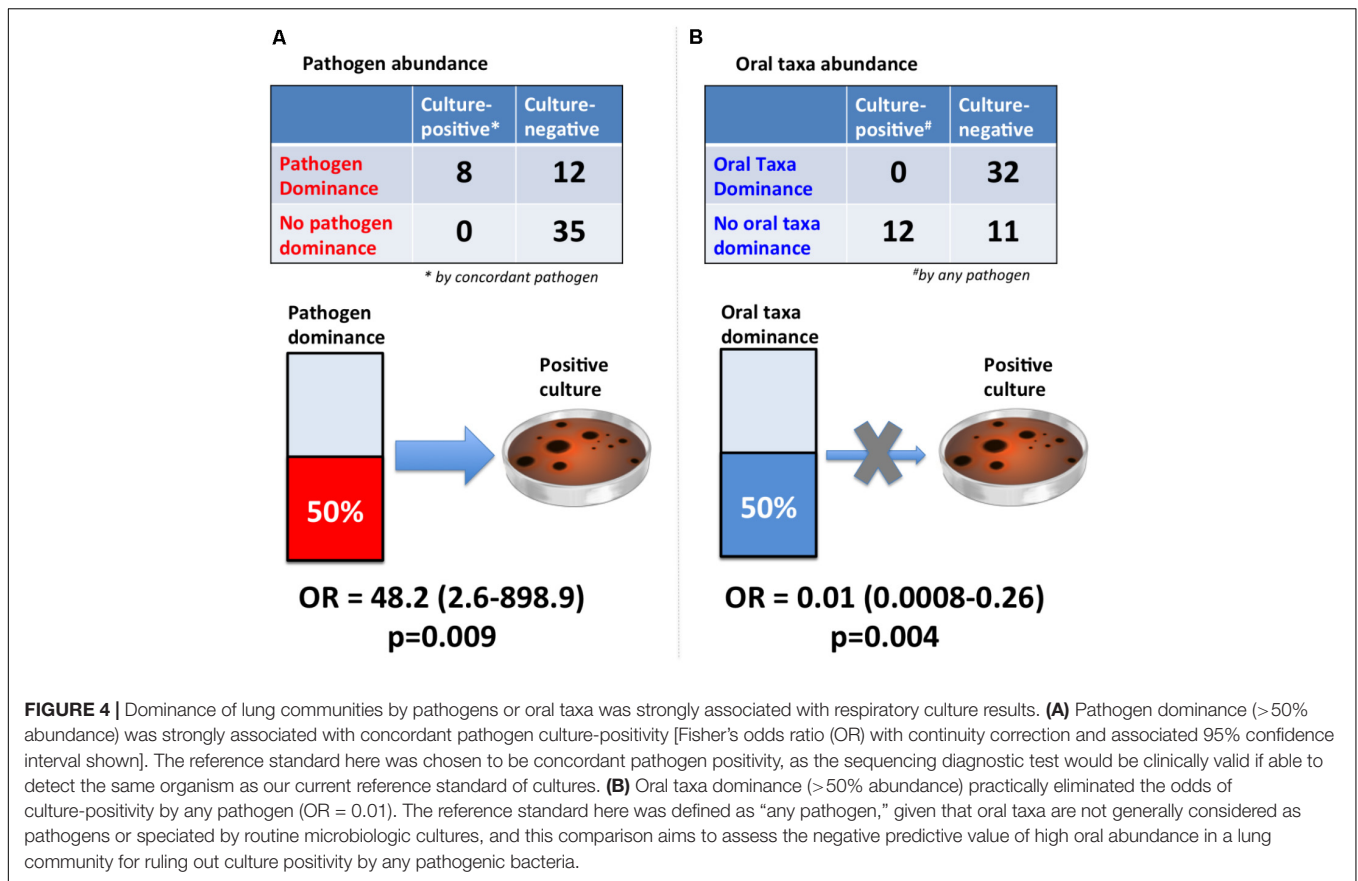 A
Pathogen abundance
Culture-positive* Culture-negative
Pathogen Dominance 8 12
No pathogen dominance 0 35
* by concordant pathogen
Pathogen
dominance
Positive
culture
50%
OR = 48.2 (2.6-898.9)
p=0.009
B
Oral taxa abundance
Culture-positive# Culture-negative
Oral Taxa Dominance 0 32
No oral taxa dominance 12 11
#by any pathogen
Oral taxa
dominance
Positive
culture
50%
OR = 0.01 (0.0008-0.26)
p=0.004
FIGURE 4 | Dominance of lung communities by pathogens or oral taxa was strongly associated with respiratory culture results. (A) Pathogen dominance (>50%
abundance) was strongly associated with concordant pathogen culture-positivity [Fisher's odds ratio (OR) with continuity correction and associated 95% confidence
interval shown]. The reference standard here was chosen to be concordant pathogen positivity, as the sequencing diagnostic test would be clinically valid if able to
detect the same organism as our current reference standard of cultures. (B) Oral taxa dominance (>50% abundance) practically eliminated the odds of
culture-positivity by any pathogen (OR = 0.01). The reference standard here was defined as "any pathogen," given that oral taxa are not generally considered as
pathogens or speciated by routine microbiologic cultures, and this comparison aims to assess the negative predictive value of high oral abundance in a lung
community for ruling out culture positivity by any pathogenic bacteria.